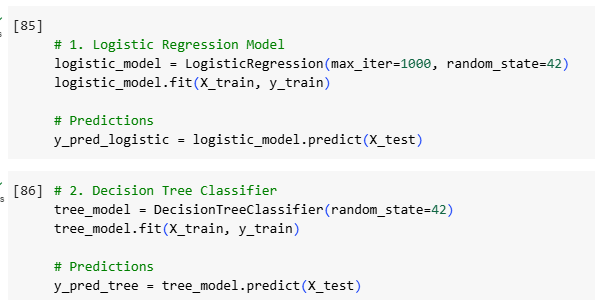 [85]
# 1. Logistic Regression Model
logistic_model = LogisticRegression(max_iter=1000, random_state=42)
logistic_model.fit(X_train, y_train)
# Predictions
y_pred_logistic = logistic_model.predict(X_test)
[86] # 2. Decision Tree Classifier
tree_model = DecisionTreeClassifier(random_state=42)
tree_model.fit(X_train, y_train)
# Predictions
y_pred_tree = tree_model.predict(X_test)